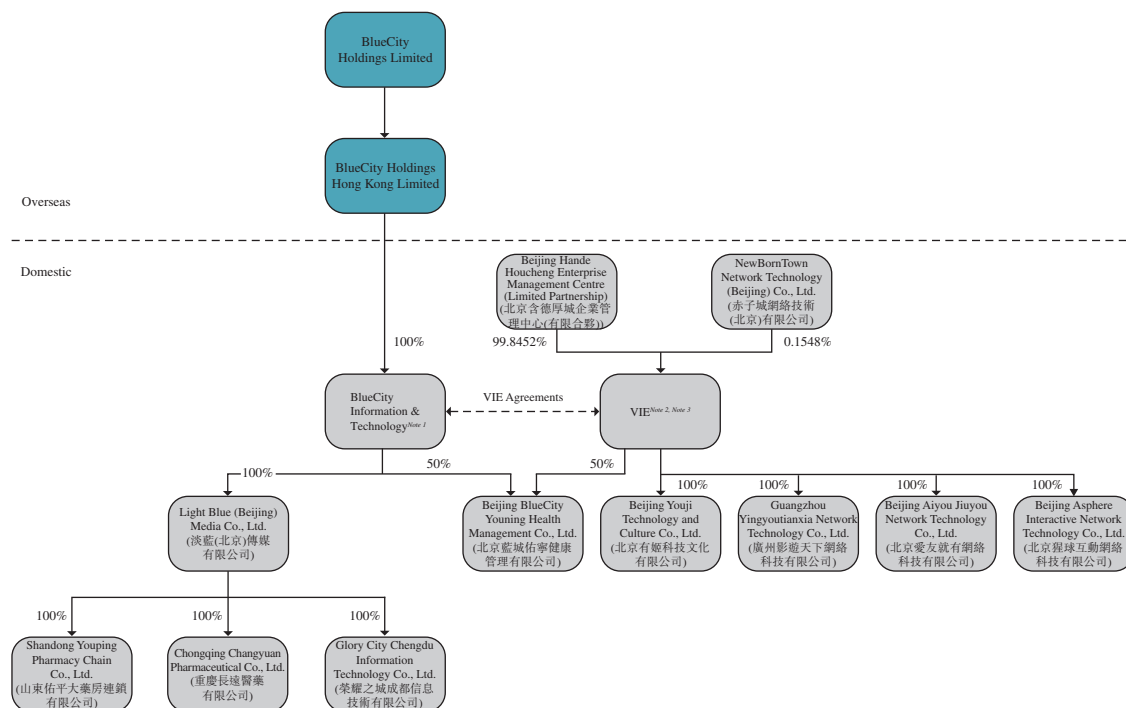 BlueCity
Holdings Limited
BlueCity Holdings
Hong Kong Limited
Overseas
Domestic
Beijing Hande
Houcheng Enterprise
Management Centre
(Limited Partnership)
(北京含德厚城企業管
理中心(有限合夥))
NewBornTown
Network Technology
(Beijing) Co., Ltd.
(赤子城網絡技術
(北京)有限公司)
100%
99.8452%
0.1548%
BlueCity
Information &
Technology Note 1
VIE Agreements
VIE Note 2, Note 3
100%
50%
50%
100%
100%
100%
100%
Light Blue (Beijing)
Media Co., Ltd.
(淡藍(北京)傳媒
有限公司)
Beijing BlueCity
Youning Health
Management Co., Ltd.
(北京藍城佑寧健康
管理有限公司)
Beijing Youji
Technology and
Culture Co., Ltd.
(北京有姬科技文化
有限公司)
Guangzhou
Yingyoutianxia Network
Technology Co., Ltd.
(廣州影遊天下網絡
科技有限公司)
Beijing Aiyou Jiuyou
Network Technology
Co., Ltd.
(北京愛友就有網絡
科技有限公司)
Beijing Asphere
Interactive Network
Technology Co., Ltd.
(北京猩球互動網絡
科技有限公司)
100%
100%
100%
Shandong Youping
Pharmacy Chain
Co., Ltd.
(山東佑平大藥房連鎖
有限公司)
Chongqing Changyuan
Pharmaceutical Co., Ltd.
(重慶長遠醫藥
有限公司)
Glory City Chengdu
Information
Technology Co., Ltd.
(榮耀之城成都信息
技術有限公司)